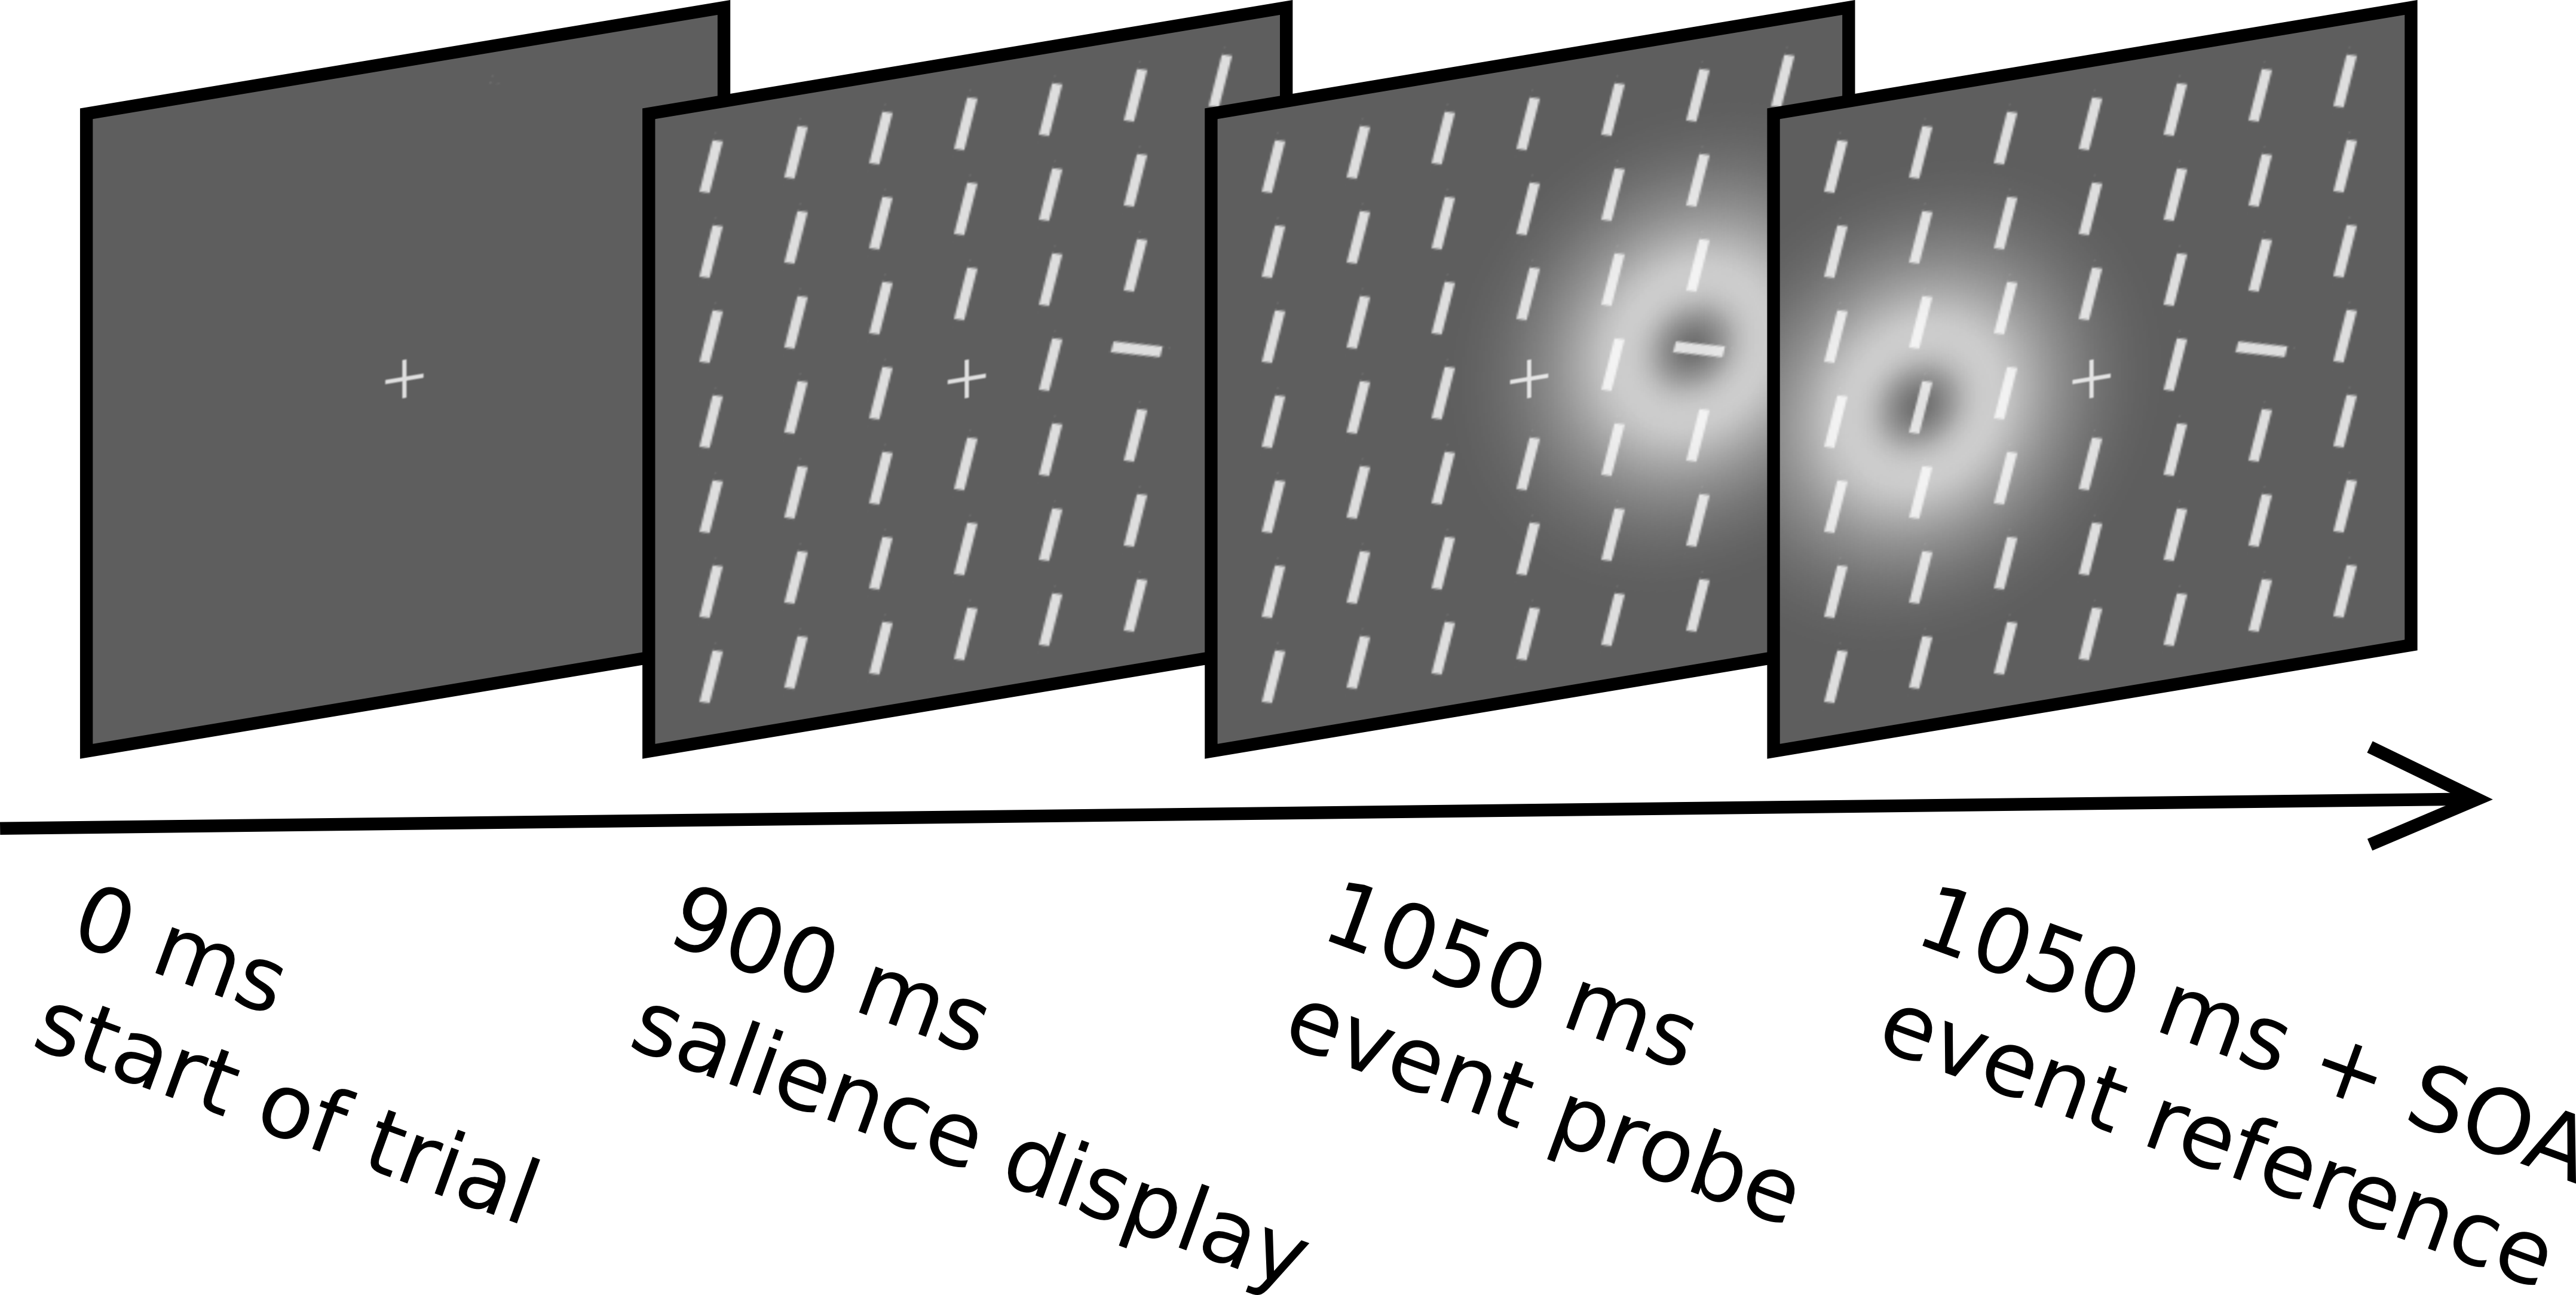 0 ms
start of trial
900 ms
salience display
1050 ms
event probe
1050 ms + SOA
event reference